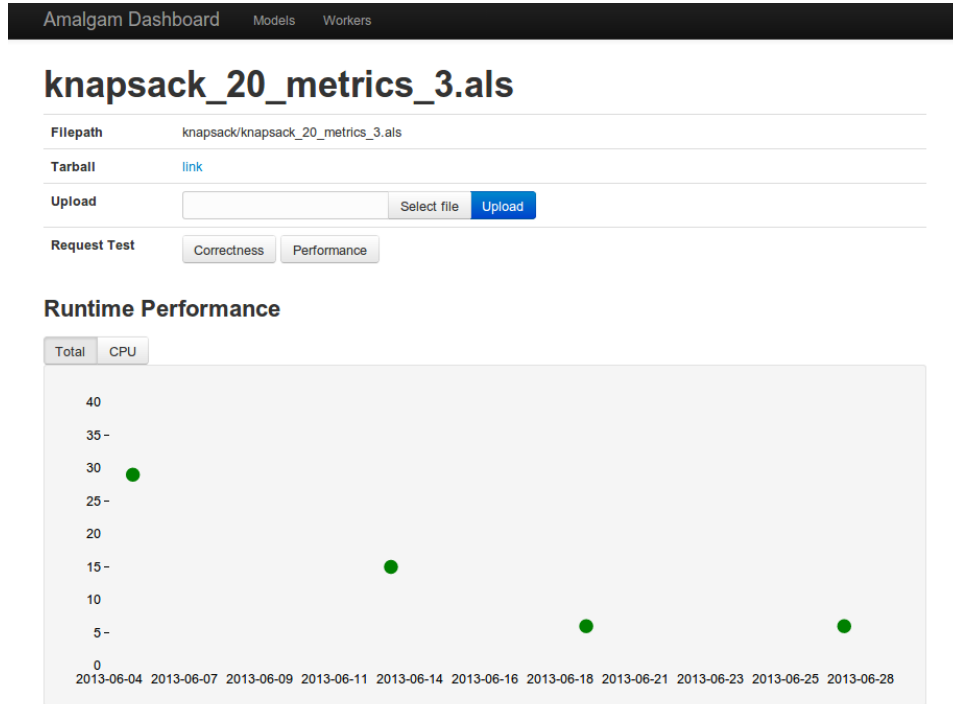 Amalgam Dashboard Models Workers
knapsack_20_metrics_3.als
Filepath knapsack/knapsack_20_metrics_3.als
Tarball link
Upload Select file Upload
Request Test Correctness Performance
Runtime Performance
Total CPU
40
35
30
25
20
15
10
5
0
2013-06-04 2013-06-07 2013-06-09 2013-06-11 2013-06-14 2013-06-16 2013-06-18 2013-06-21 2013-06-23 2013-06-25 2013-06-28